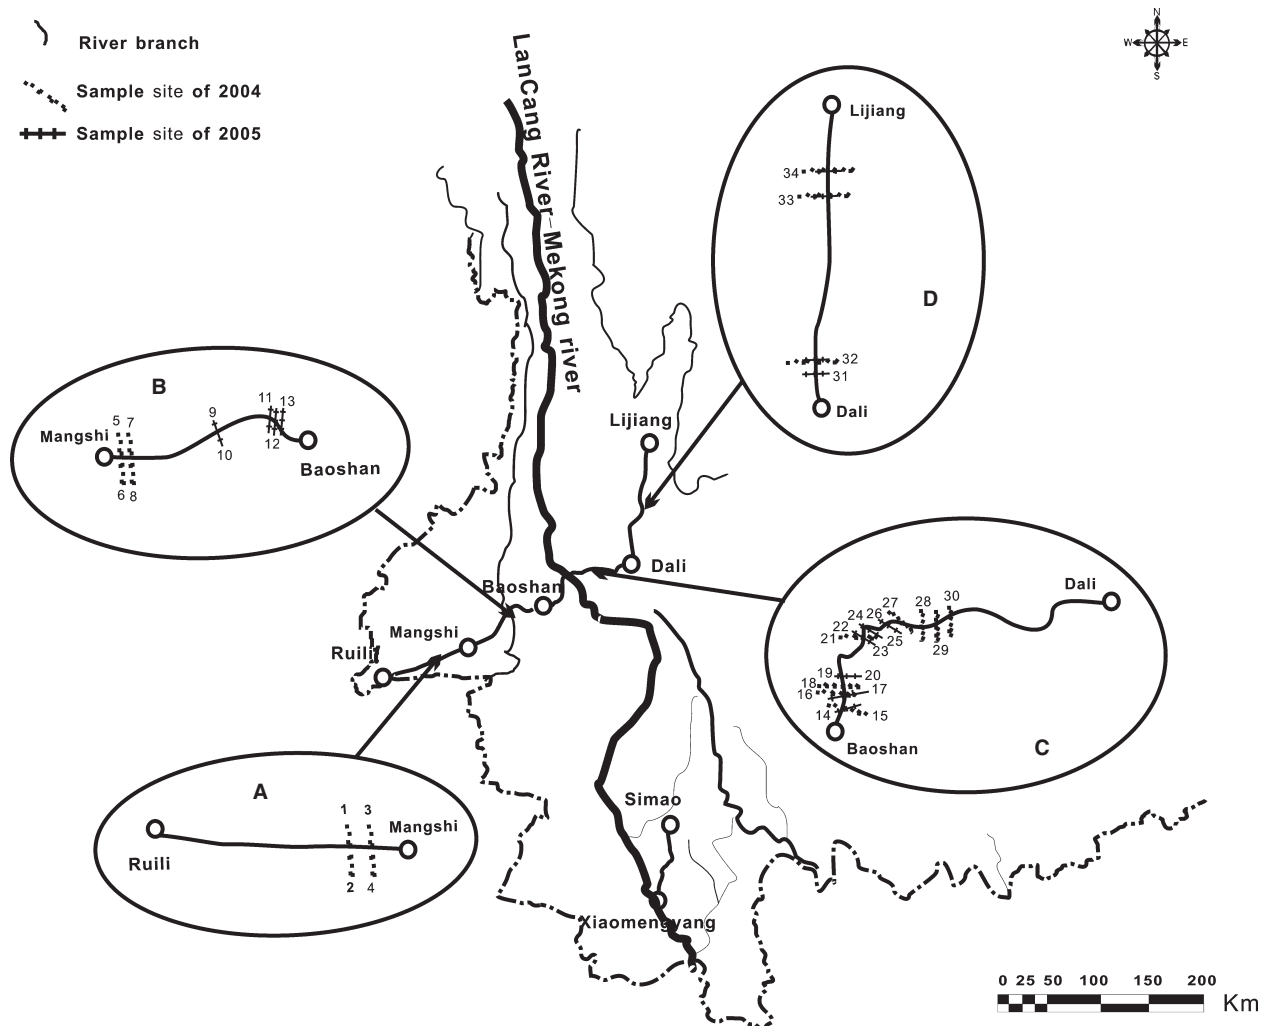 N
W E
S
River branch
Sample site of 2004
Sample site of 2005
LanCang River-Mekong river
Lijiang
34
33
D
32
31
Dali
B
11 13
9
5 7
Mangshi
10
12
6 8
Baoshan
Lijiang
Dali
Baoshan
Mangshi
Ruili
Dali
30
28
27
26
24
22
21
25
23
29
19 20
18
17
16
14 15
Baoshan
C
A
1 3
Mangshi
Ruili
2 4
Simao
Xiaomengyang
0 25 50 100 150 200
Km